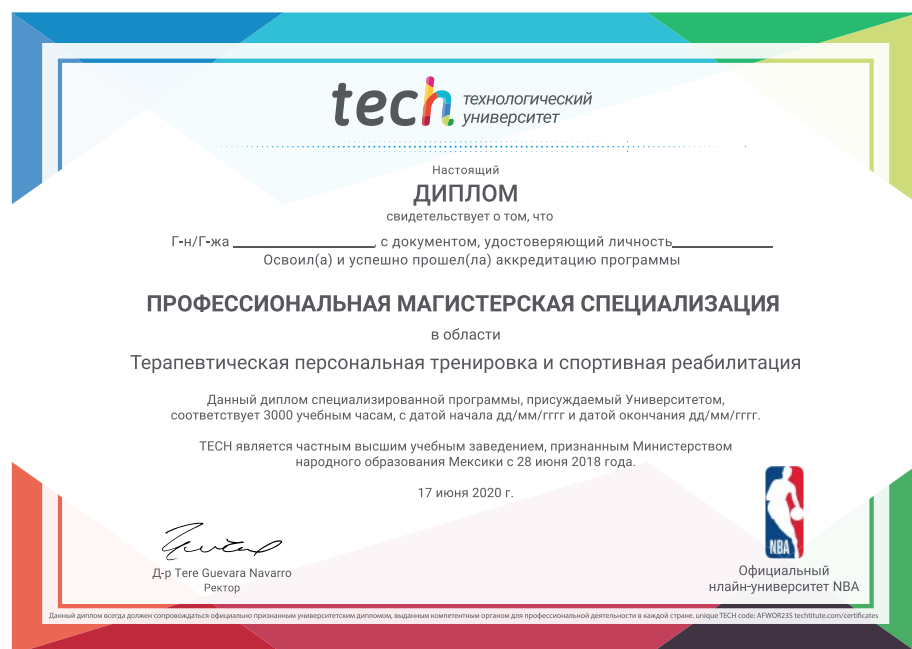 tech технологический
университет
Настоящий
ДИПЛОМ
свидетельствует о том, что
Г-н/Г-жа ____________________, с документом, удостоверяющий личность______________
Освоил(а) и успешно прошел(ла) аккредитацию программы
ПРОФЕССИОНАЛЬНАЯ МАГИСТЕРСКАЯ СПЕЦИАЛИЗАЦИЯ
в области
Терапевтическая персональная тренировка и спортивная реабилитация
Данный диплом специализированной программы, присуждаемый Университетом,
соответствует 3000 учебным часам, с датой начала дд/мм/гггг и датой окончания дд/мм/гггг.
TECH является частным высшим учебным заведением, признанным Министерством
народного образования Мексики с 28 июня 2018 года.
17 июня 2020 г.
Д-р Tere Guevara Navarro
Ректор
NBA
Официальный
нлайн-университет NBA
Данный диплом всегда должен сопровождаться официально признанным университетским дипломом, выданным компетентным органом для профессиональной деятельности в каждой стране. unique TECH code: AFWOR23S techtitute.com/certificates